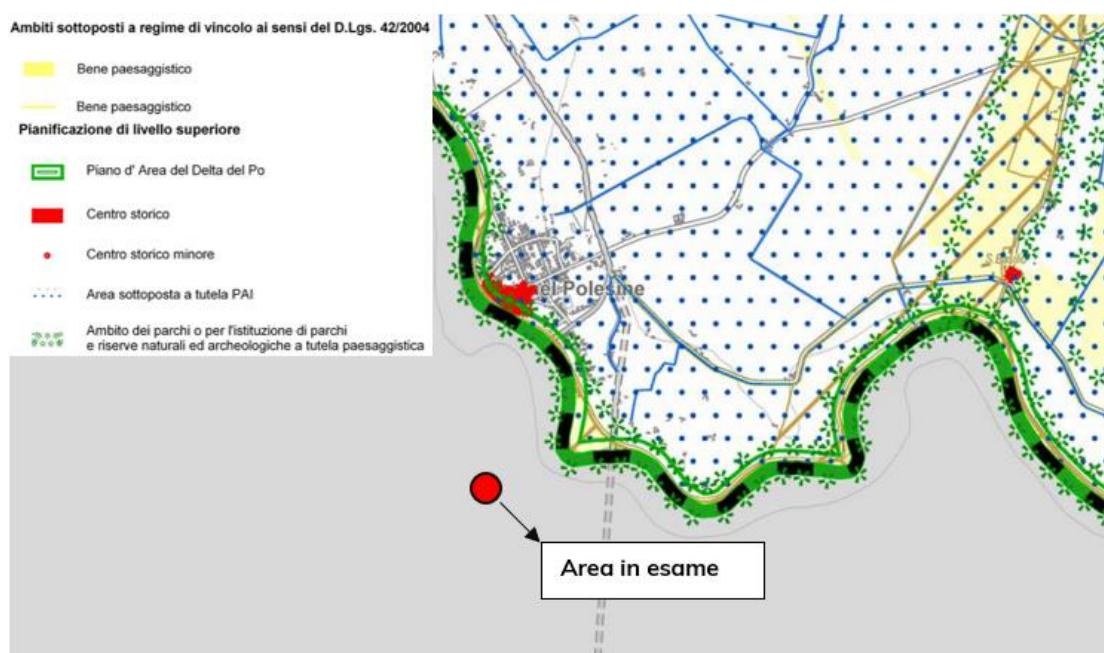 Ambiti sottoposti a regime di vincolo ai sensi del D.Lgs. 42/2004
Bene paesaggistico
Bene paesaggistico
Pianificazione di livello superiore
Piano d' Area del Delta del Po
Centro storico
Centro storico minore
Area sottoposta a tutela PAI
Ambito dei parchi o per l'istituzione di parchi
e riserve naturali ed archeologiche a tutela paesaggistica
nel Polesine
Area in esame